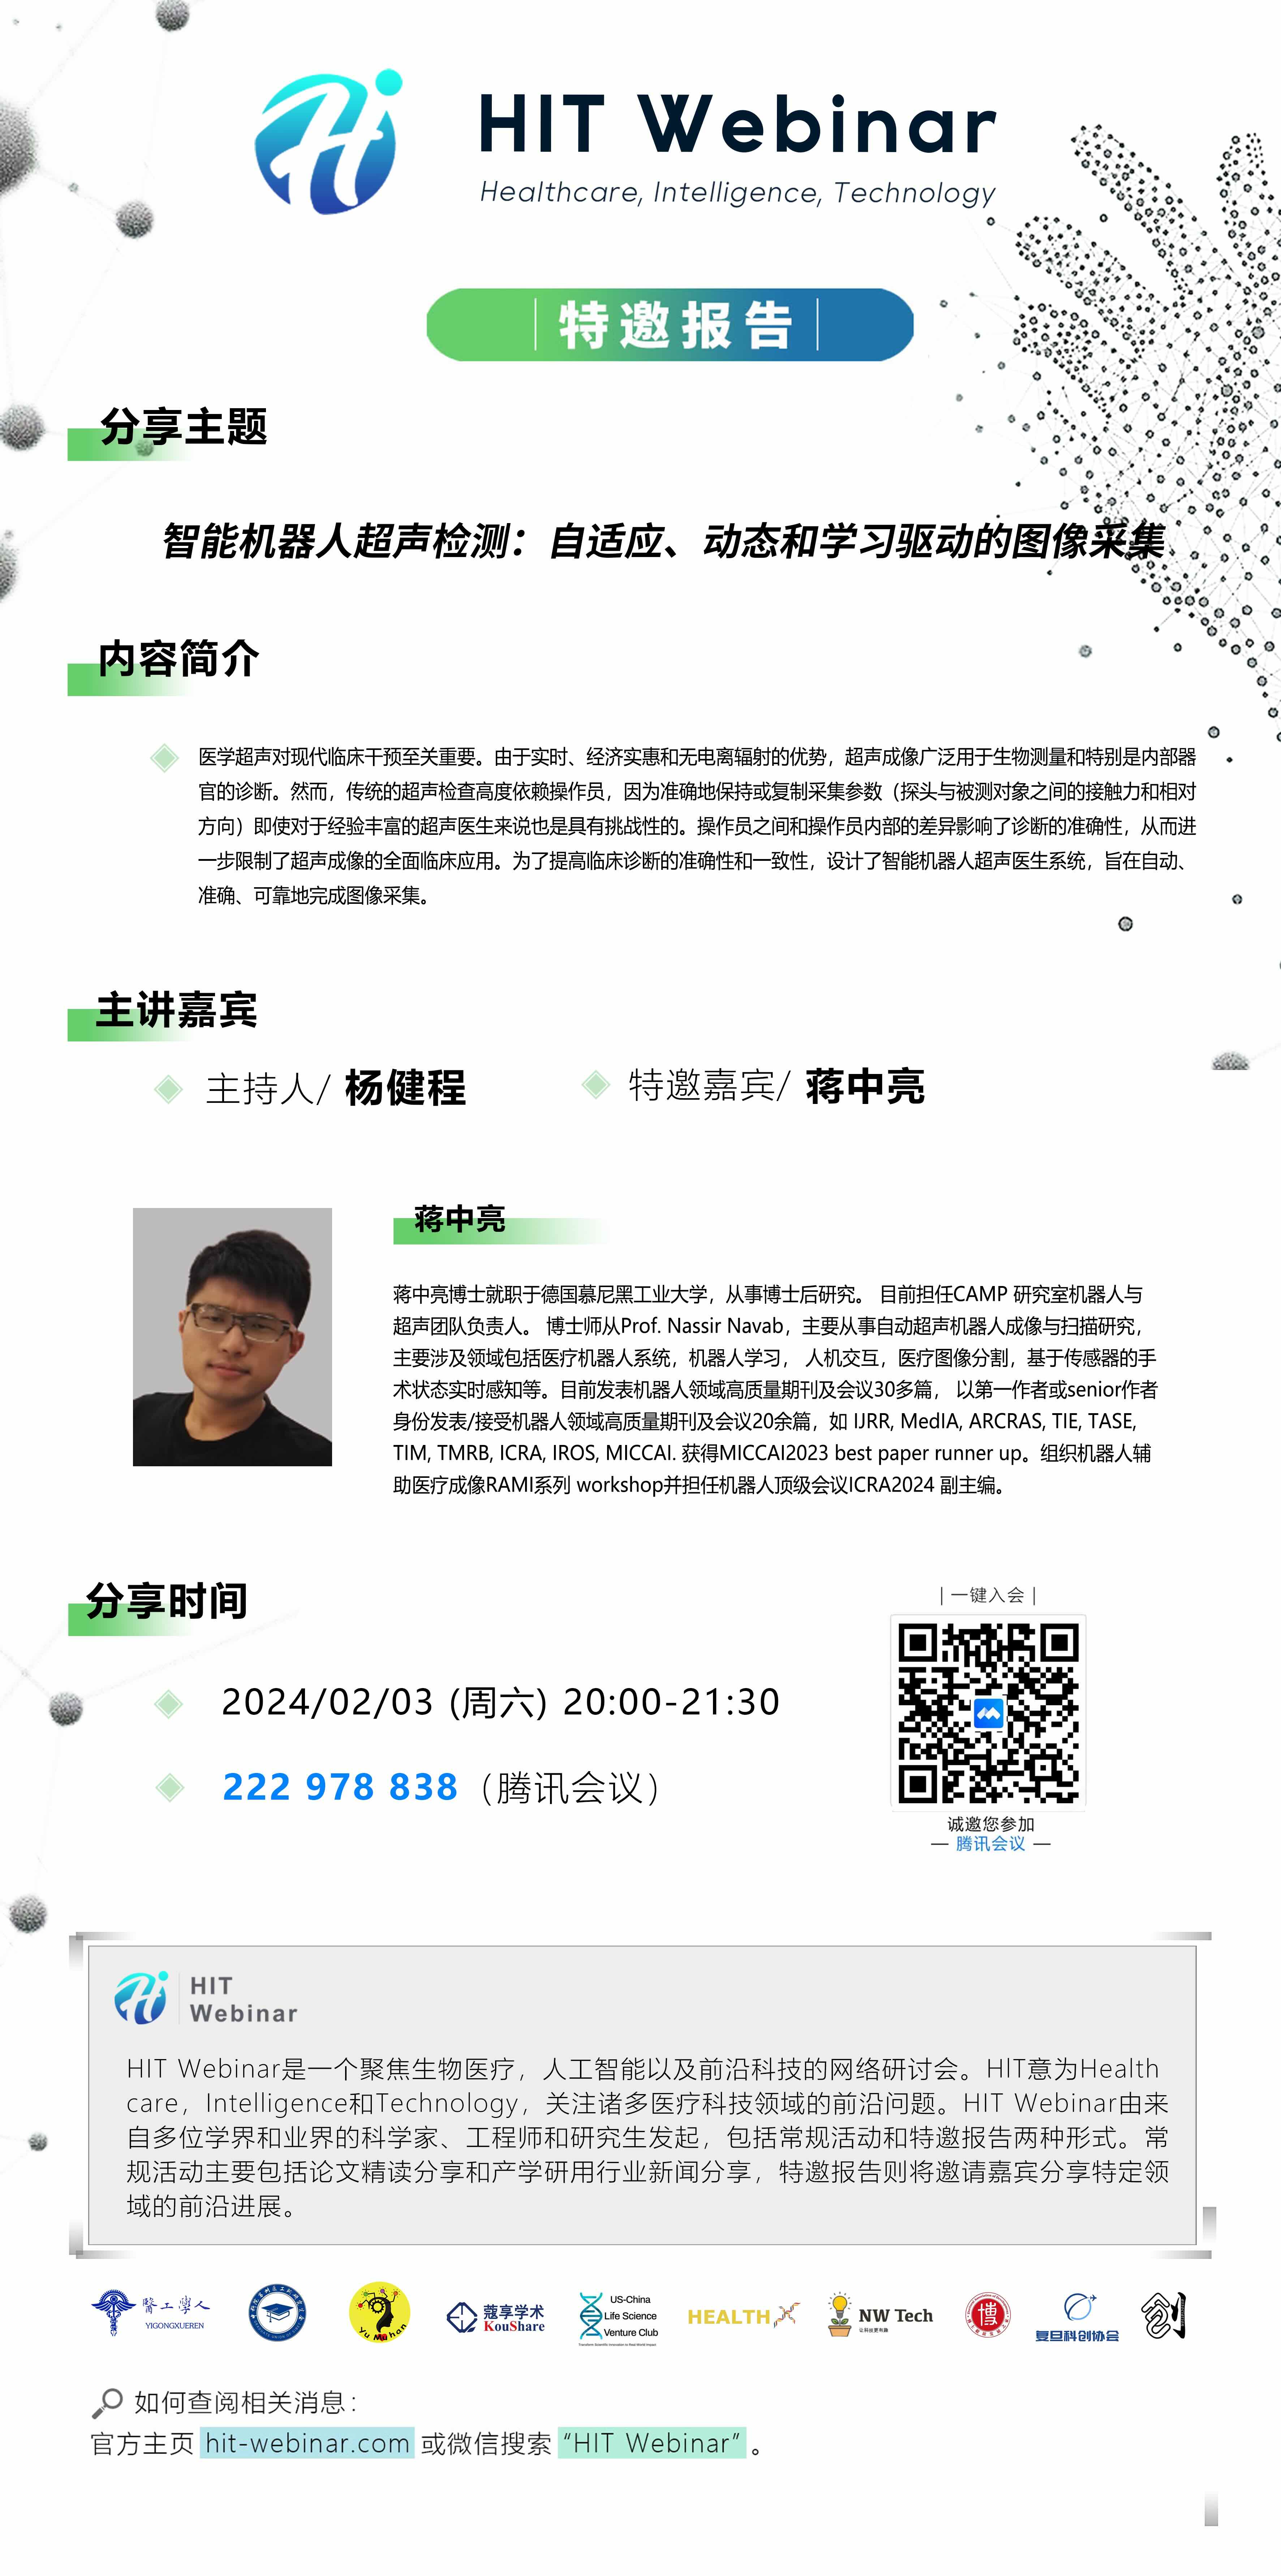 HIT Webinar
Healthcare, Intelligence, Technology
特邀报告
分享主题
智能机器人超声检测：自适应、动态和学习驱动的图像采集
内容简介
医学超声对现代临床干预至关重要。由于实时、经济实惠和无电离辐射的优势，超声成像广泛用于生物测量和特别是内部器
官的诊断。然而，传统的超声检查高度依赖操作员，因为准确地保持或复制采集参数（探头与被测对象之间的接触力和相对
方向）即使对于经验丰富的超声医生来说也是具有挑战性的。操作员之间和操作员内部的差异影响了诊断的准确性，从而进
一步限制了超声成像的全面临床应用。为了提高临床诊断的准确性和一致性，设计了智能机器人超声医生系统，旨在自动、
准确、可靠地完成图像采集。
主讲嘉宾
主持人/ 杨健程
特邀嘉宾/ 蒋中亮
蒋中亮
蒋中亮博士就职于德国慕尼黑工业大学，从事博士后研究。 目前担任CAMP 研究室机器人与
超声团队负责人。 博士师从Prof. Nassir Navab，主要从事自动超声机器人成像与扫描研究，
主要涉及领域包括医疗机器人系统，机器人学习， 人机交互，医疗图像分割，基于传感器的手
术状态实时感知等。目前发表机器人领域高质量期刊及会议30多篇， 以第一作者或senior作者
身份发表/接受机器人领域高质量期刊及会议20余篇，如 IJRR, MedIA, ARCRAS, TIE, TASE,
TIM, TMRB, ICRA, IROS, MICCAI. 获得MICCAI2023 best paper runner up。组织机器人辅
助医疗成像RAMI系列 workshop并担任机器人顶级会议ICRA2024 副主编。
分享时间
| 一键入会 |
2024/02/03 (周六) 20:00-21:30
222 978 838（腾讯会议）
诚邀您参加
— 腾讯会议 —
HIT
Webinar
HIT Webinar是一个聚焦生物医疗，人工智能以及前沿科技的网络研讨会。HIT意为Health
care，Intelligence和Technology，关注诸多医疗科技领域的前沿问题。HIT Webinar由来
自多位学界和业界的科学家、工程师和研究生发起，包括常规活动和特邀报告两种形式。常
规活动主要包括论文精读分享和产学研用行业新闻分享，特邀报告则将邀请嘉宾分享特定领
域的前沿进展。
醫工學人
YIGONGXUEREN
Yu Mu han
蔻享学术
KouShare
US-China
Life Science
Venture Club
HEALTH X
NW Tech
让科技更有趣
博
复旦科创协会
创
如何查阅相关消息：
官方主页 hit-webinar.com 或微信搜索 “HIT Webinar” 。